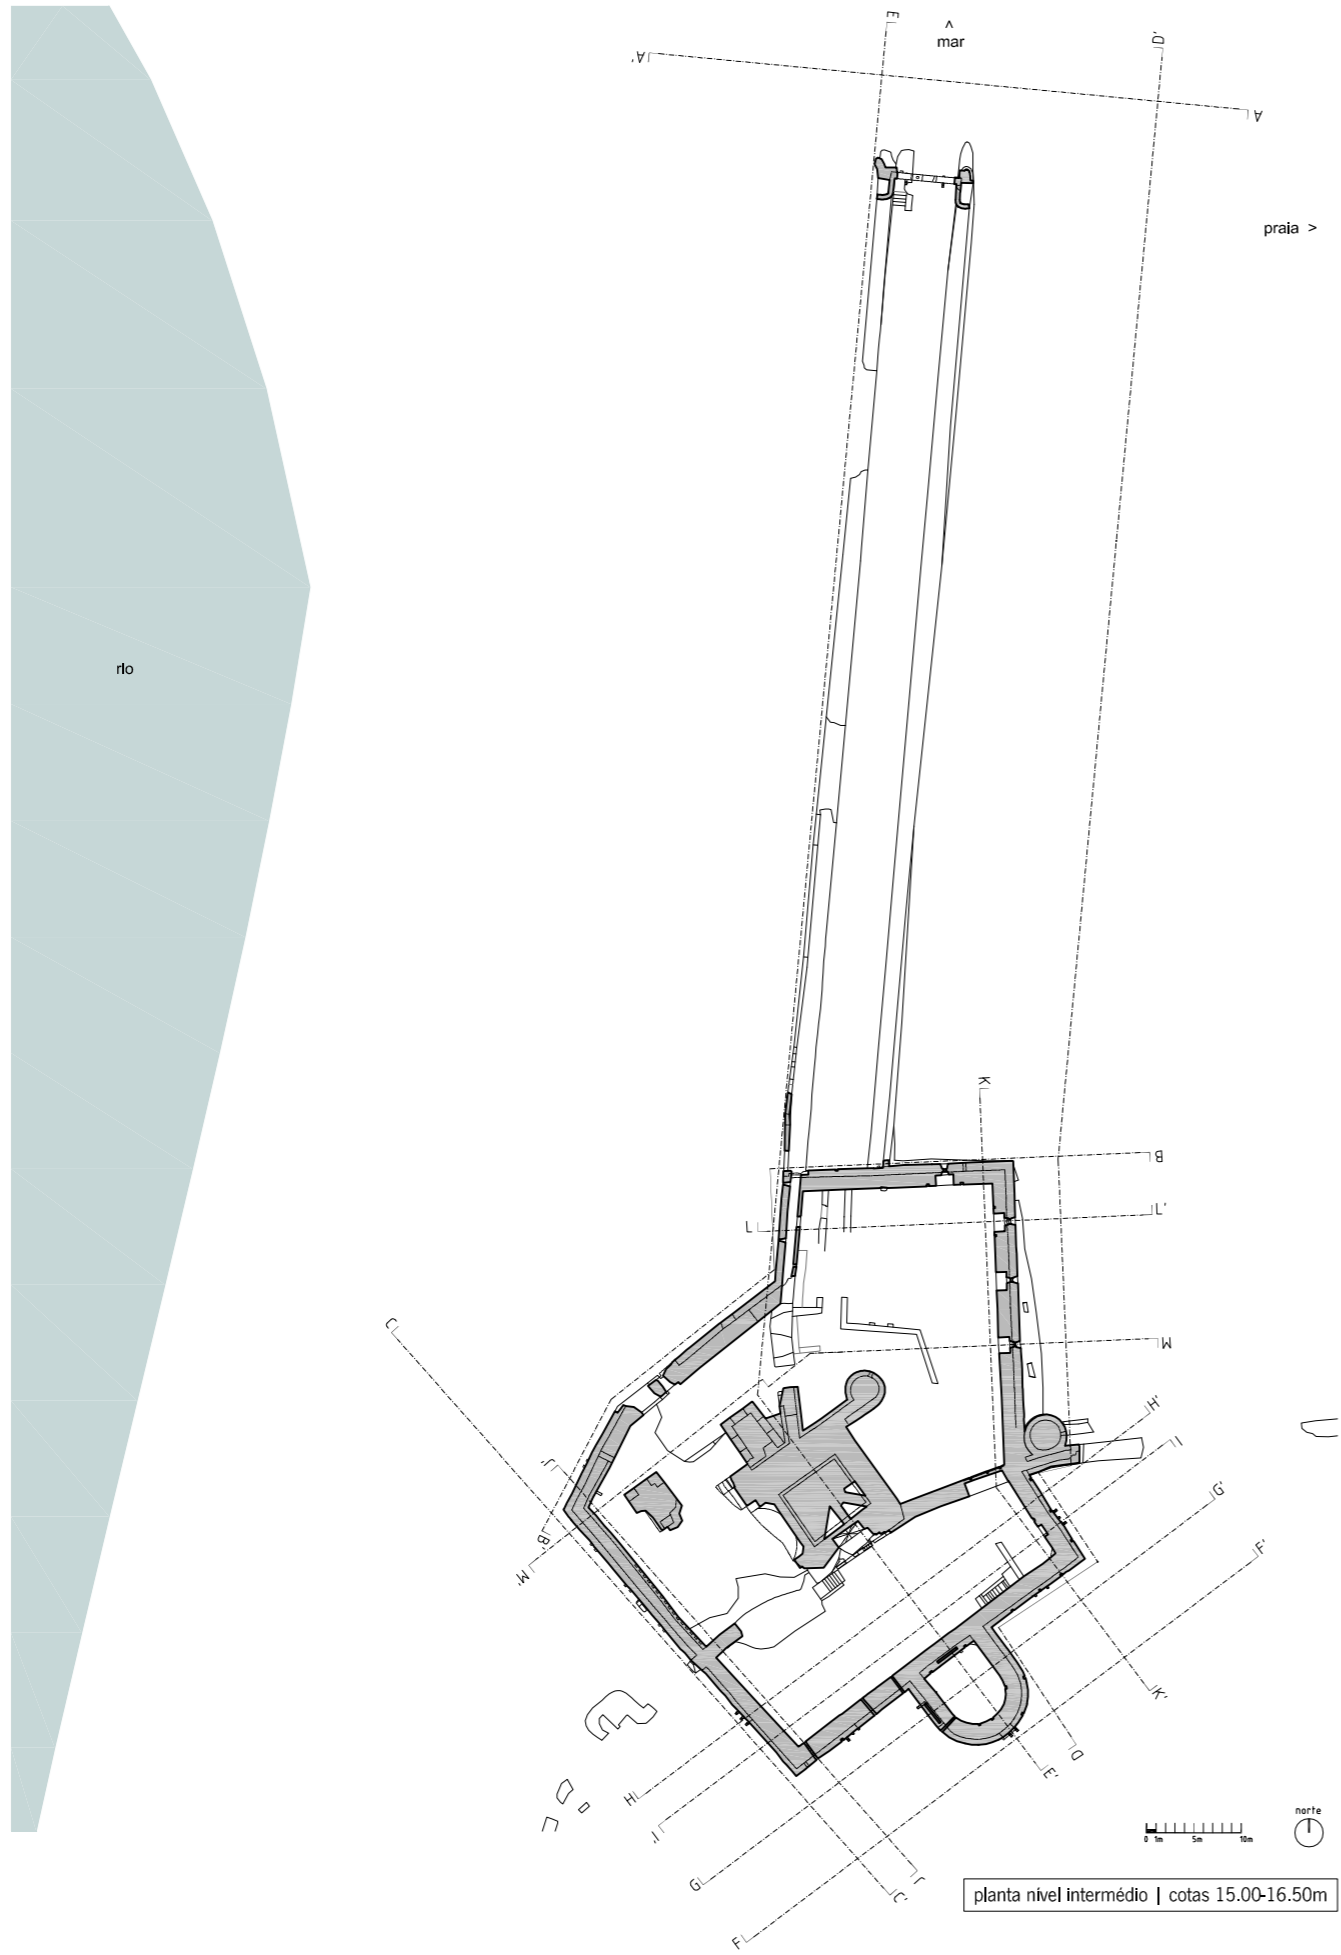 E
^
mar
D'
A'
A
praia >
rio
K
B
L
L'
C
M
H'
J'
I
B'
G'
M'
F'
K'
D
E'
H
I'
norte
0 1m 5m 10m
G
J
C'
planta nível intermédio | cotas 15.00-16.50m
F